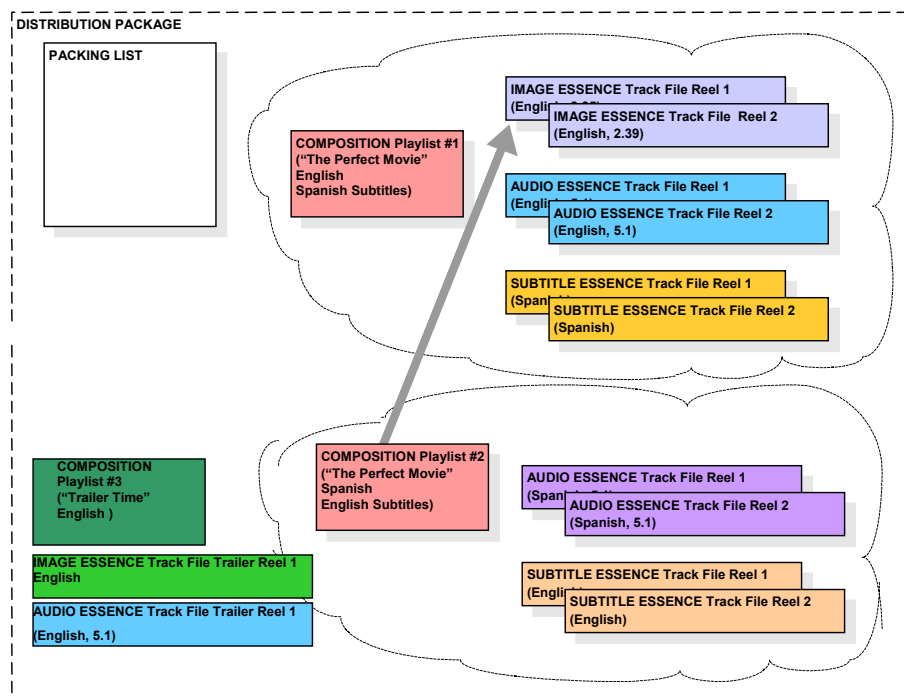 DISTRIBUTION PACKAGE
PACKING LIST
IMAGE ESSENCE Track File Reel 1
(English,
IMAGE ESSENCE Track File  Reel 2
(English, 2.39)
COMPOSITION Playlist #1
(“The Perfect Movie”
English
Spanish Subtitles)
AUDIO ESSENCE Track File Reel 1
(English,
AUDIO ESSENCE Track File Reel 2
(English, 5.1)
SUBTITLE ESSENCE Track File Reel 1
(Spanish)
SUBTITLE ESSENCE Track File Reel 2
(Spanish)
COMPOSITION Playlist #2
(“The Perfect Movie”
Spanish
English Subtitles)
AUDIO ESSENCE Track File Reel 1
(Spanish,
AUDIO ESSENCE Track File Reel 2
(Spanish, 5.1)
SUBTITLE ESSENCE Track File Reel 1
(English)
SUBTITLE ESSENCE Track File Reel 2
(English)
COMPOSITION
Playlist #3
(“Trailer Time”
English )
IMAGE ESSENCE Track File Trailer Reel 1
English
AUDIO ESSENCE Track File Trailer Reel 1
(English, 5.1)